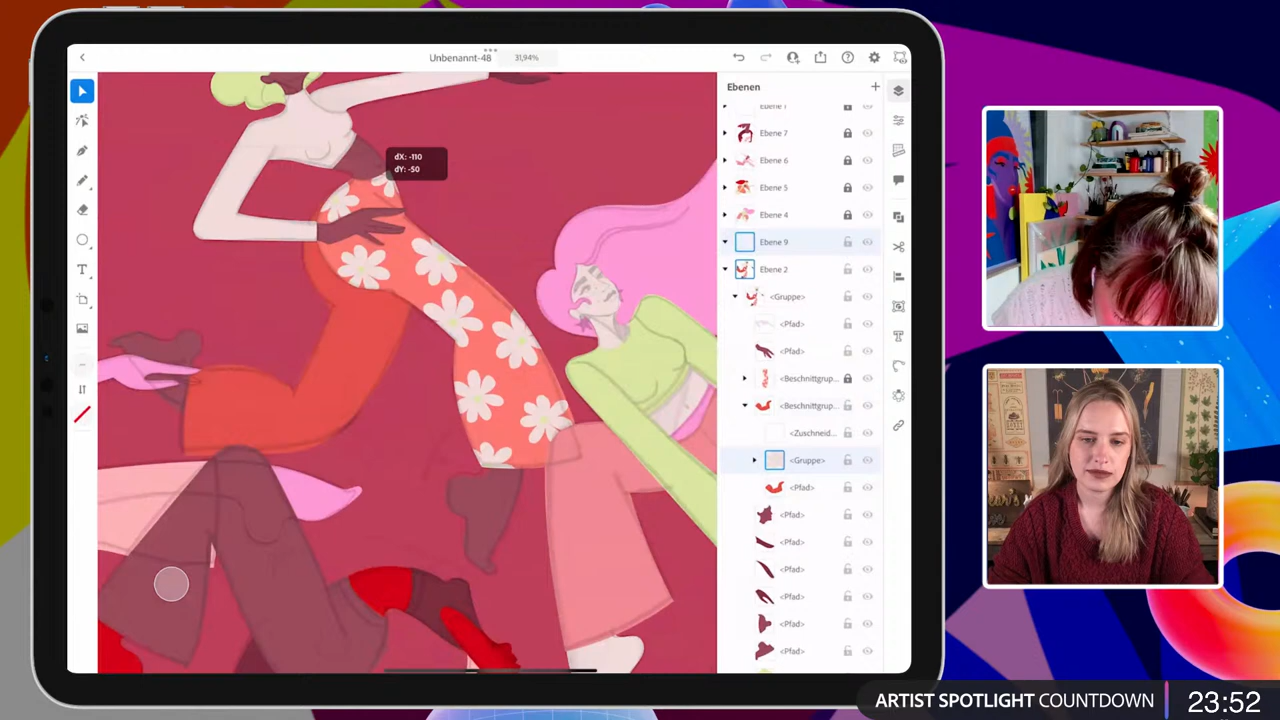 Unbenannt-48
31,94%
Ebenen
Ebene 1
Ebene 7
Ebene 6
Ebene 5
Ebene 4
Ebene 9
Ebene 2
<Gruppe>
<Pfad>
<Pfad>
<Beschnittgrup...
<Beschnittgrup...
<Zuschneid...
<Gruppe>
<Pfad>
<Pfad>
<Pfad>
<Pfad>
<Pfad>
<Pfad>
<Pfad>
dX: -110
dY: -50
ARTIST SPOTLIGHT COUNTDOWN 23:52